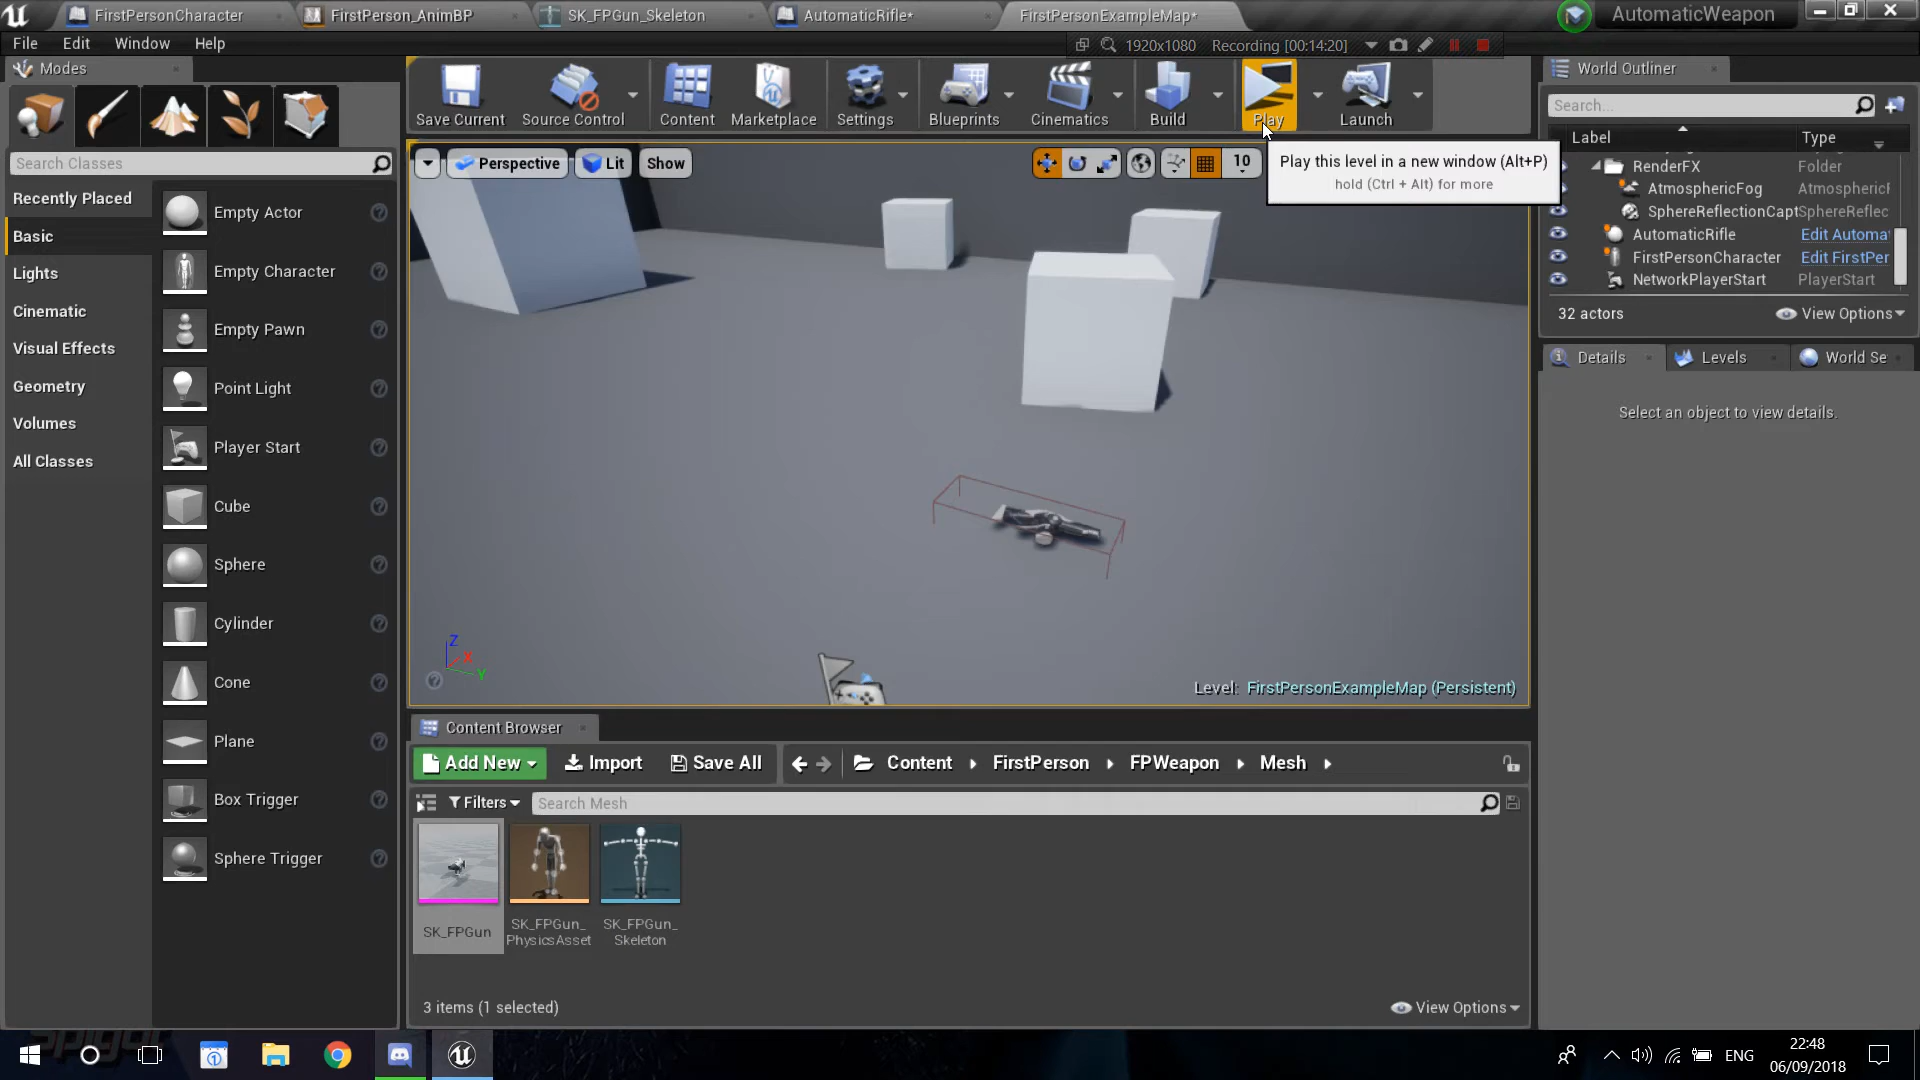 FirstPersonCharacter
FirstPerson_AnimBP
SK_FPGun_Skeleton
AutomaticRifle*
FirstPersonExampleMap*
AutomaticWeapon
File Edit Window Help
1920x1080 Recording [00:14:20]
Modes
Search Classes
Recently Placed
Basic
Lights
Cinematic
Visual Effects
Geometry
Volumes
All Classes
Empty Actor
Empty Character
Empty Pawn
Point Light
Player Start
Cube
Sphere
Cylinder
Cone
Plane
Box Trigger
Sphere Trigger
Save Current
Source Control
Content
Marketplace
Settings
Blueprints
Cinematics
Build
Play
Launch
Perspective
Lit
Show
10
Play this level in a new window (Alt+P)
hold (Ctrl + Alt) for more
Z
X
Y
Level: FirstPersonExampleMap (Persistent)
World Outliner
Search...
Label Type
RenderFX Folder
AtmosphericFog AtmosphericF
SphereReflectionCapt SphereReflec
AutomaticRifle Edit Automa
FirstPersonCharacter Edit FirstPer
NetworkPlayerStart PlayerStart
32 actors
View Options
Details
Levels
World Se
Select an object to view details.
Content Browser
Add New
Import
Save All
Content
FirstPerson
FPWeapon
Mesh
Filters
Search Mesh
SK_FPGun
SK_FPGun_
PhysicsAsset
SK_FPGun_
Skeleton
3 items (1 selected)
View Options
ENG
22:48
06/09/2018